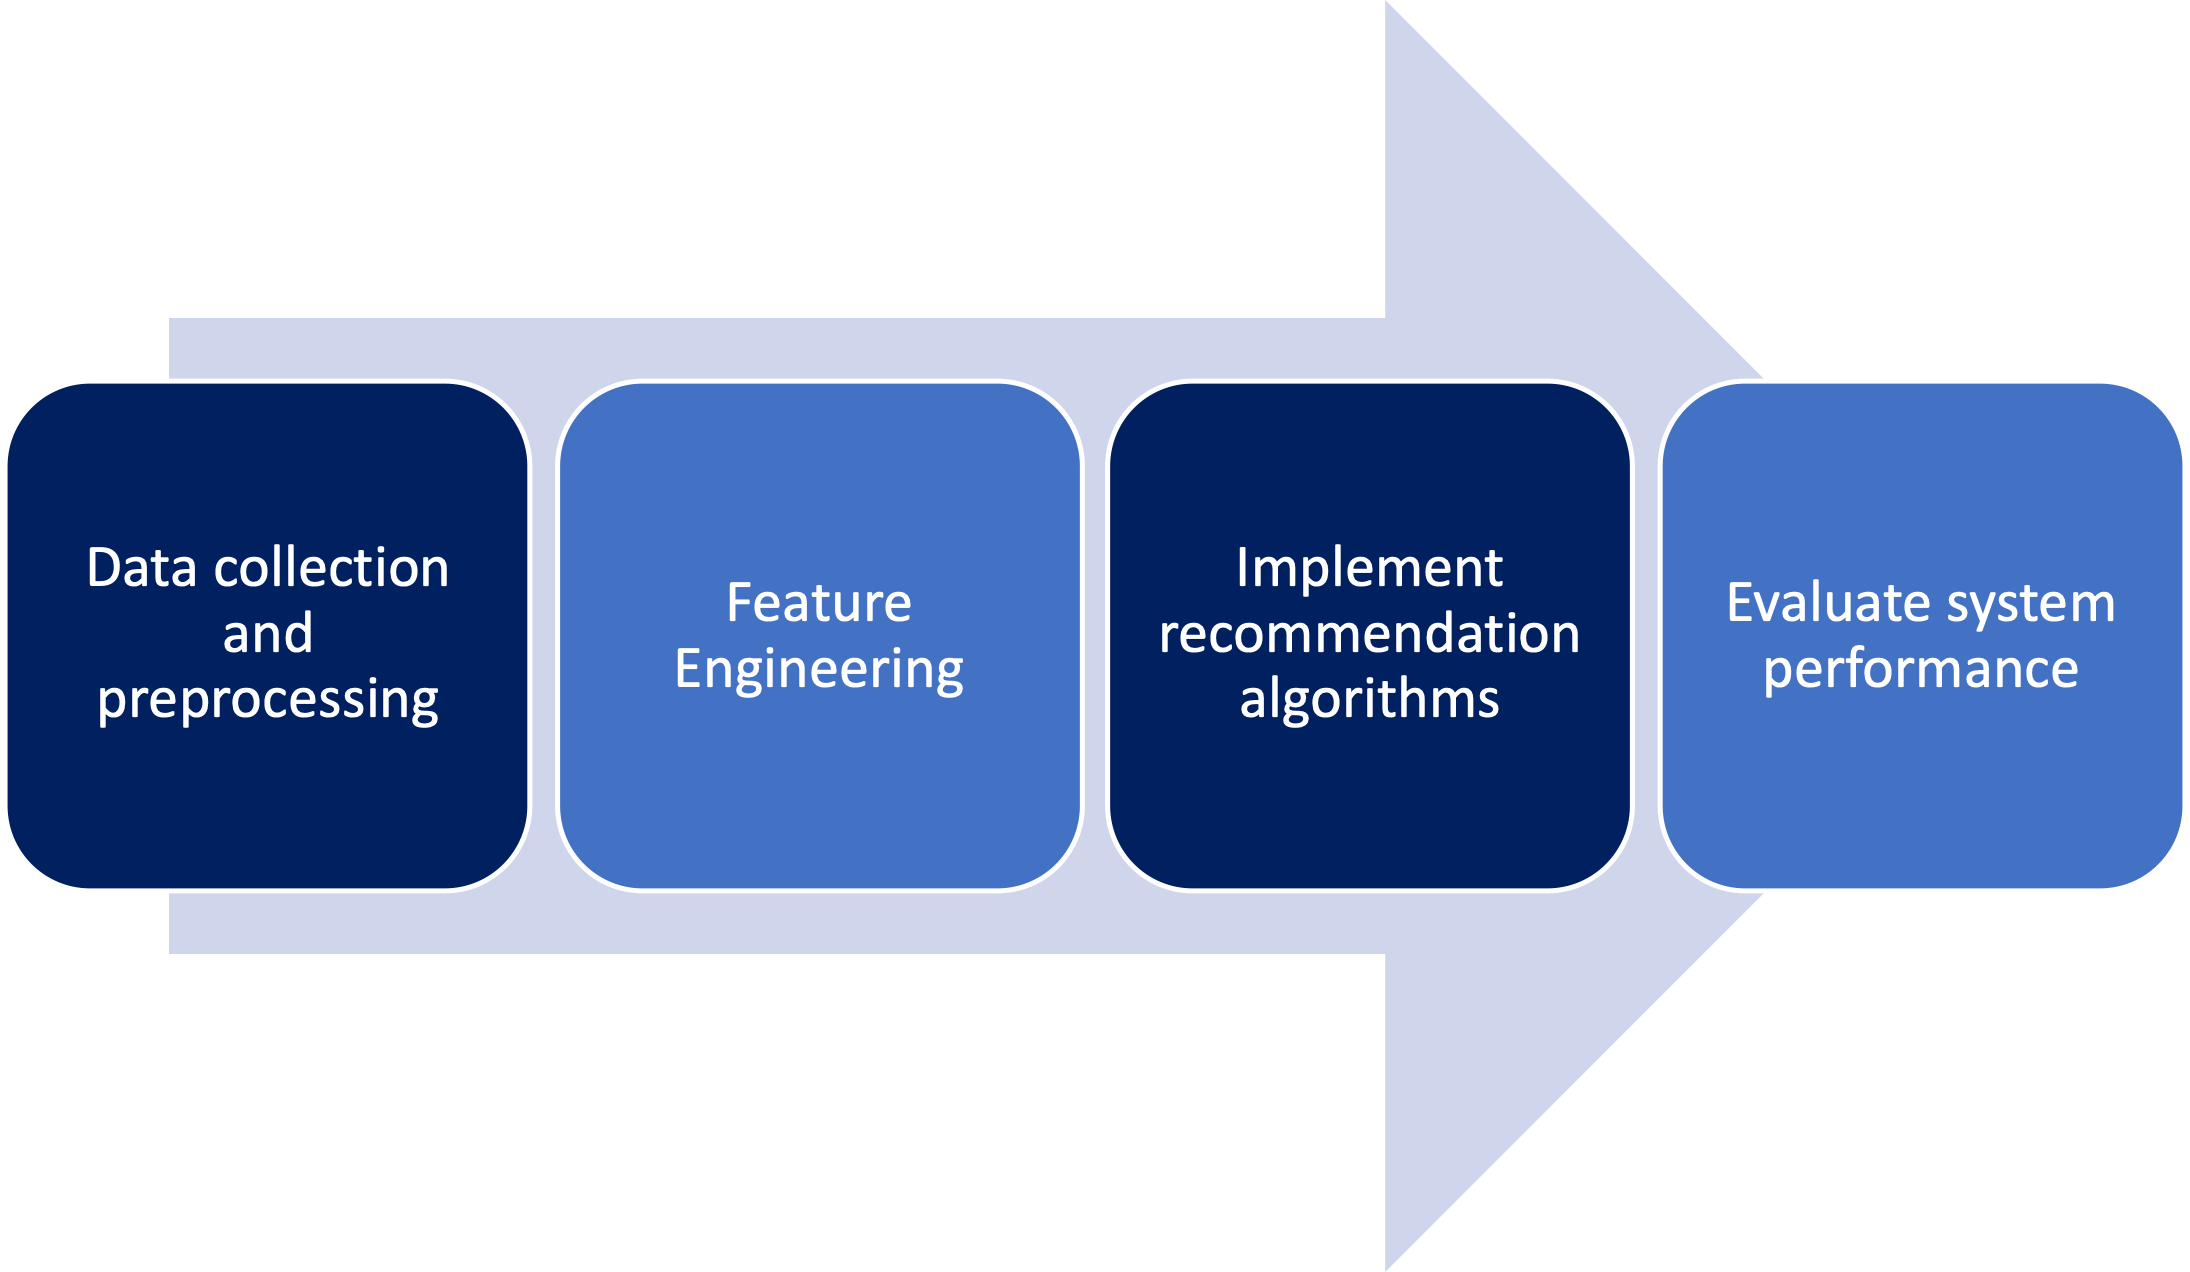 Data collection
and
preprocessing
Feature
Engineering
Implement
recommendation
algorithms
Evaluate system
performance